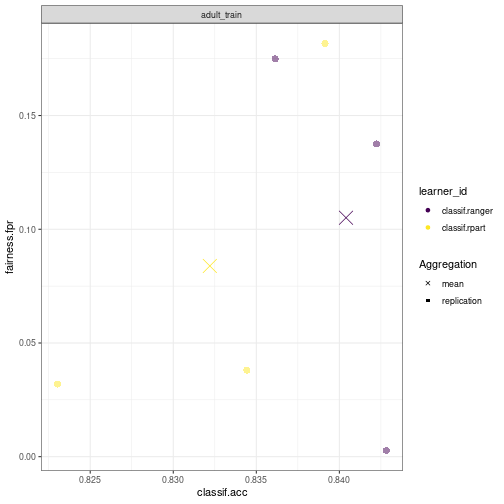 adult_train
fairness.fpr
0.15
0.10
0.05
0.00
0.825
0.830
0.835
0.840
classif.acc
learner_id
classif.ranger
classif.rpart
Aggregation
mean
replication